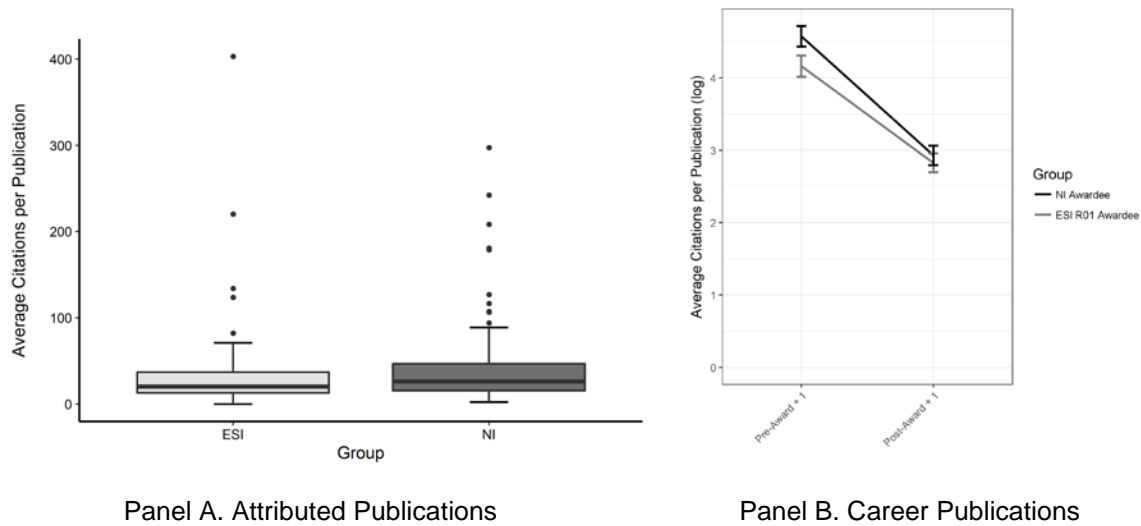 Average Citations per Publication
400
300
200
100
0
ESI
NI
Group
Average Citations per Publication (log)
4
3
2
1
0
Pre-Award + 1
Post-Award + 1
Group
NI Awardee
ESI R01 Awardee
Panel A. Attributed Publications
Panel B. Career Publications